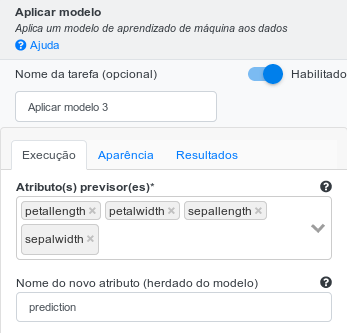 Aplicar modelo
Aplica um modelo de aprendizado de máquina aos dados
Ajuda
Nome da tarefa (opcional)
Habilitado
Aplicar modelo 3
Execução Aparência Resultados
Atributo(s) previsor(es)*
petallength × petalwidth × sepallength ×
sepalwidth ×
Nome do novo atributo (herdado do modelo)
prediction